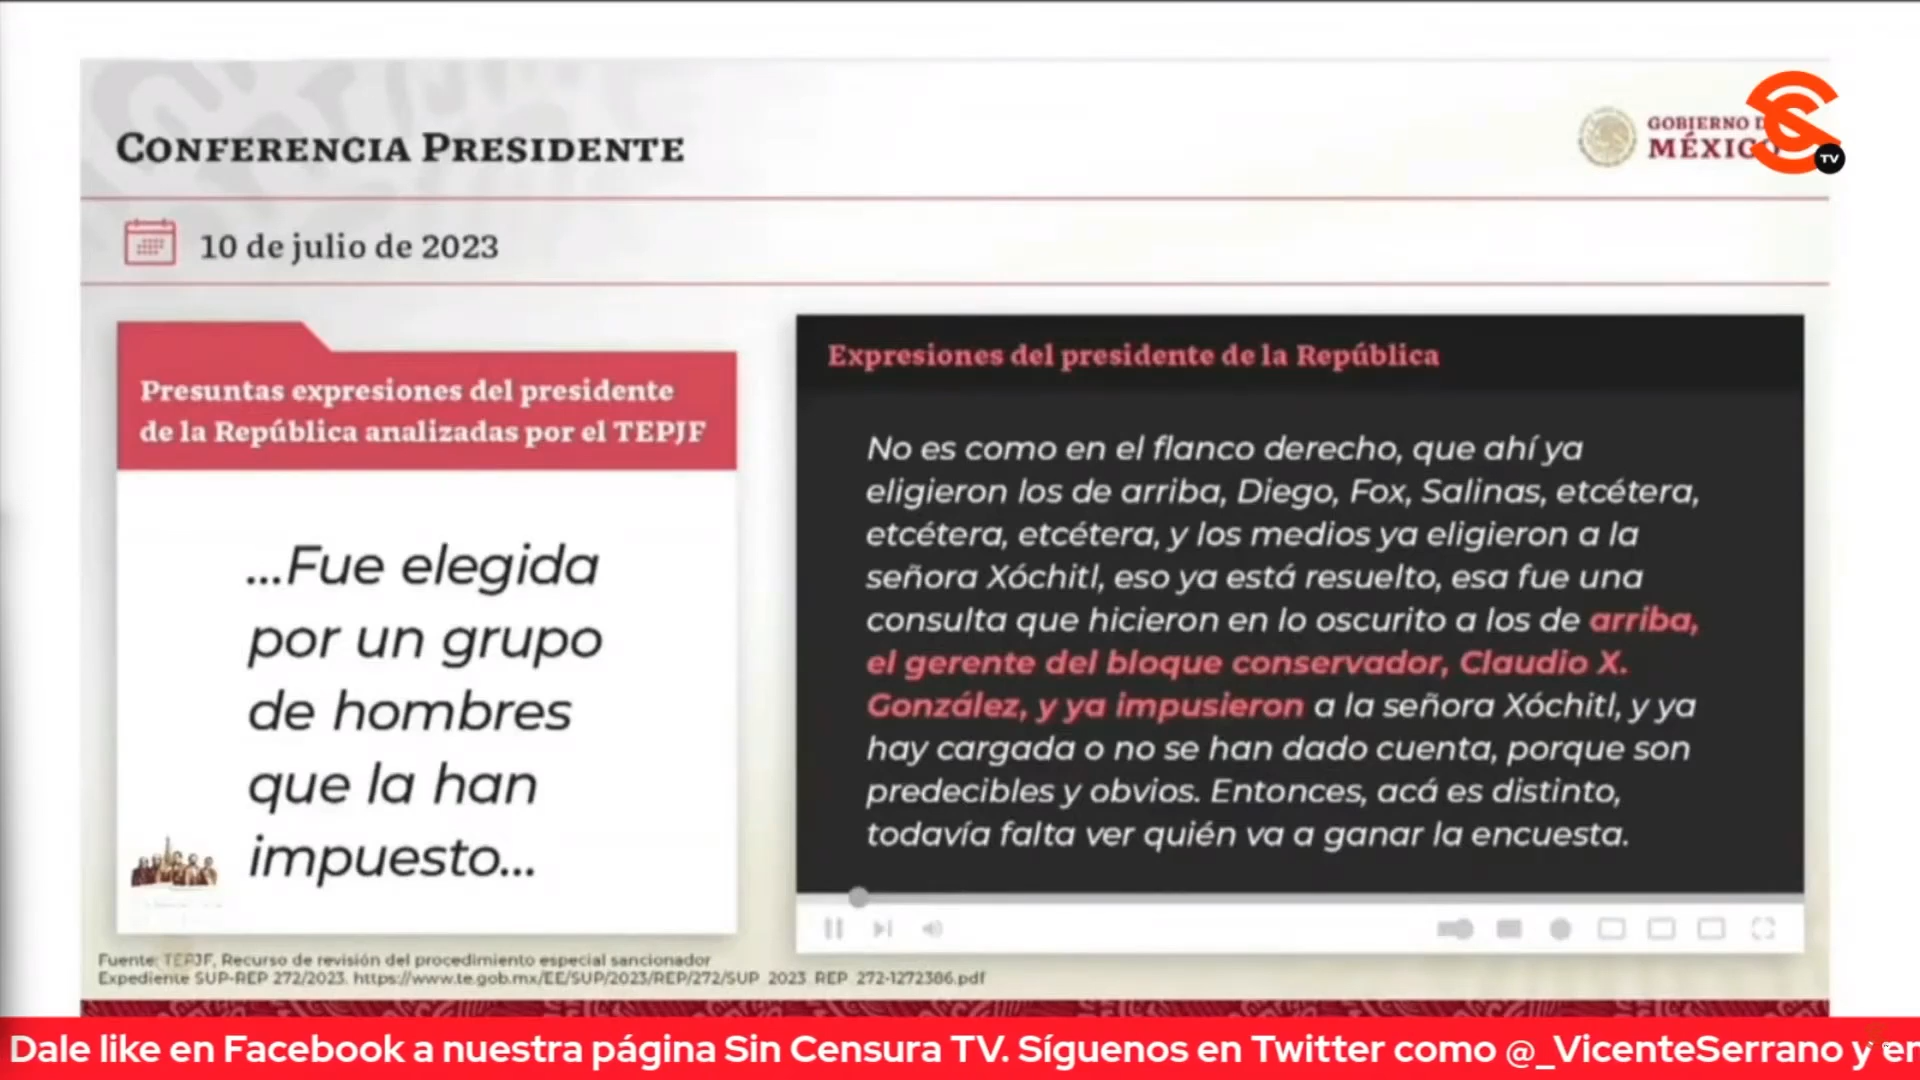 CONFERENCIA PRESIDENTE
GOBIERNO D
MÉXICO
TV
10 de julio de 2023
Presuntas expresiones del presidente
de la República analizadas por el TEPJF
...Fue elegida
por un grupo
de hombres
que la han
impuesto...
Expresiones del presidente de la República
No es como en el flanco derecho, que ahí ya
eligieron los de arriba, Diego, Fox, Salinas, etcétera,
etcétera, etcétera, y los medios ya eligieron a la
señora Xóchitl, eso ya está resuelto, esa fue una
consulta que hicieron en lo oscurito a los de arriba,
el gerente del bloque conservador, Claudio X.
González, y ya impusieron a la señora Xóchitl, y ya
hay cargada o no se han dado cuenta, porque son
predecibles y obvios. Entonces, acá es distinto,
todavía falta ver quién va a ganar la encuesta.
Fuente: TEPJF, Recurso de revisión del procedimiento especial sancionador
Expediente SUP-REP 272/2023. https://www.te.gob.mx/EE/SUP/2023/REP/272/SUP_2023_REP_272-1272386.pdf
Dale like en Facebook a nuestra página Sin Censura TV. Síguenos en Twitter como @_VicenteSerrano y en